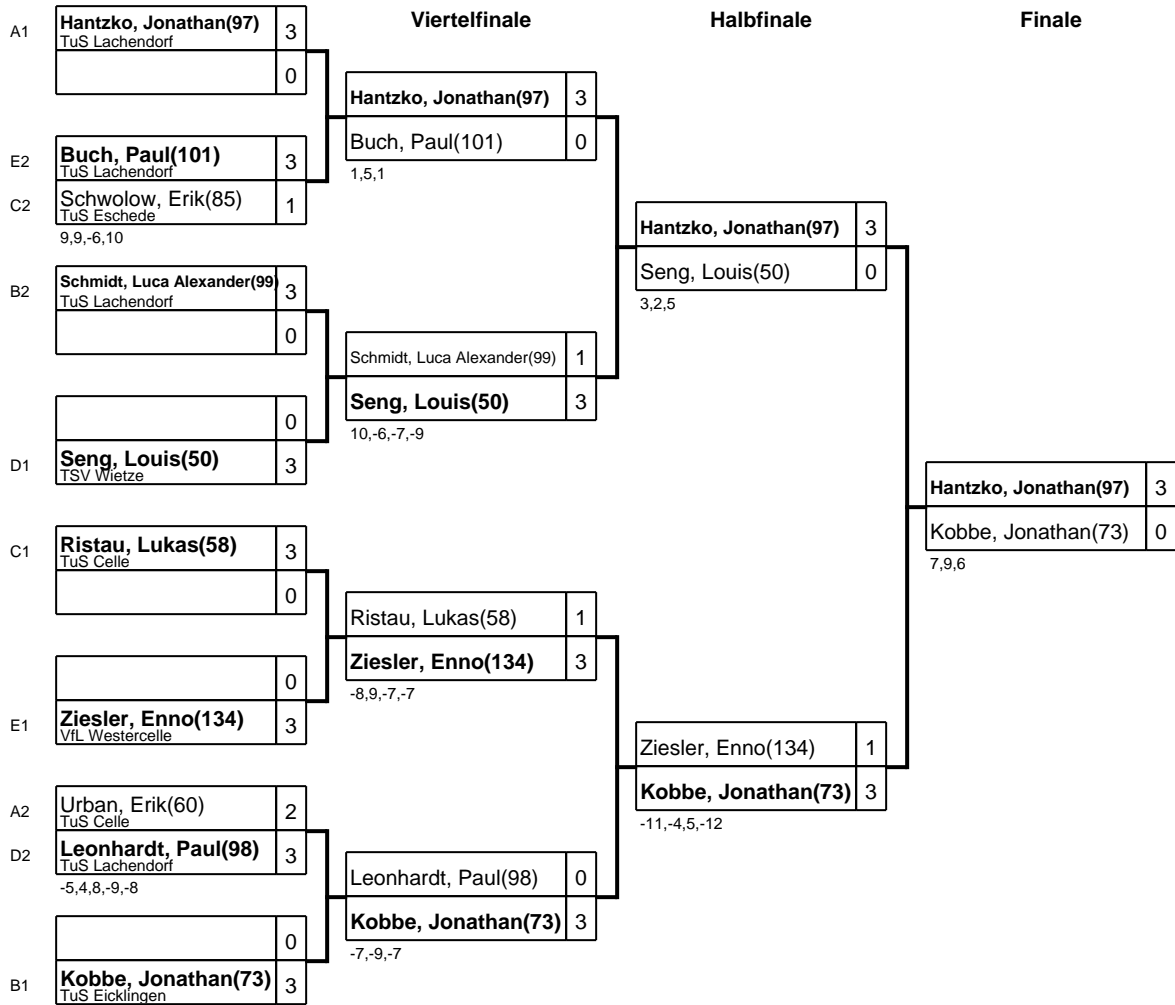 Viertelfinale
Halbfinale
Finale
A1
Hantzko, Jonathan(97) 3
TuS Lachendorf
0
E2
Buch, Paul(101) 3
TuS Lachendorf
C2
Schwolow, Erik(85) 1
TuS Eschede
9,9,-6,10
B2
Schmidt, Luca Alexander(99) 3
TuS Lachendorf
0
0
D1
Seng, Louis(50) 3
TSV Wietze
C1
Ristau, Lukas(58) 3
TuS Celle
0
0
E1
Ziesler, Enno(134) 3
VfL Westercelle
A2
Urban, Erik(60) 2
TuS Celle
D2
Leonhardt, Paul(98) 3
TuS Lachendorf
-5,4,8,-9,-8
0
B1
Kobbe, Jonathan(73) 3
TuS Eicklingen
Hantzko, Jonathan(97) 3
Buch, Paul(101) 0
1,5,1
Schmidt, Luca Alexander(99) 1
Seng, Louis(50) 3
10,-6,-7,-9
Ristau, Lukas(58) 1
Ziesler, Enno(134) 3
-8,9,-7,-7
Leonhardt, Paul(98) 0
Kobbe, Jonathan(73) 3
-7,-9,-7
Hantzko, Jonathan(97) 3
Seng, Louis(50) 0
3,2,5
Ziesler, Enno(134) 1
Kobbe, Jonathan(73) 3
-11,-4,5,-12
Hantzko, Jonathan(97) 3
Kobbe, Jonathan(73) 0
7,9,6